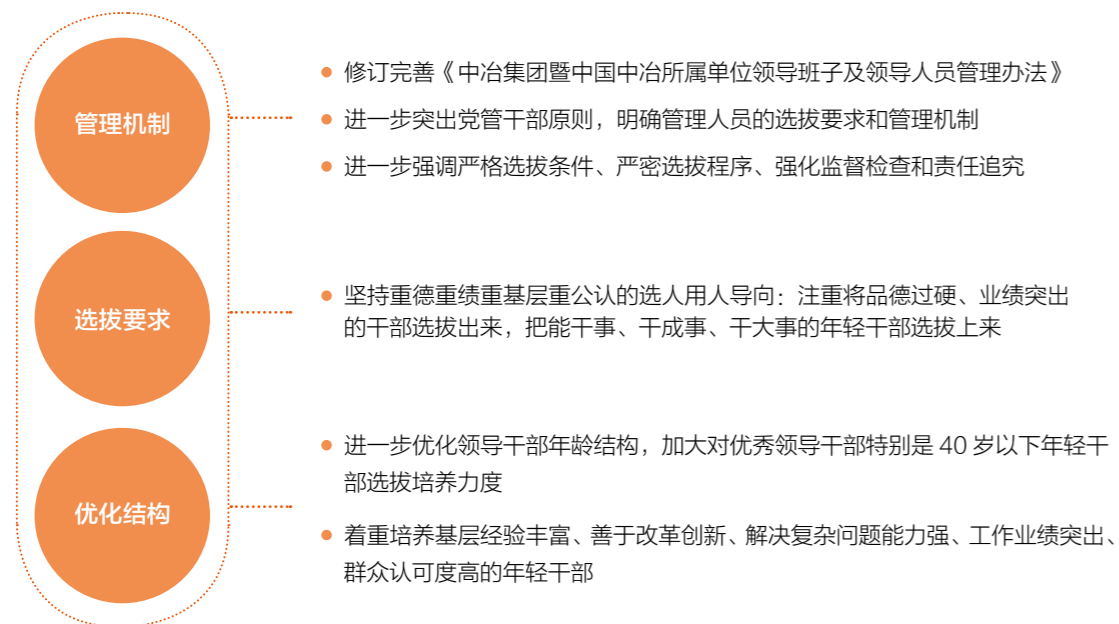 管理机制
修订完善《中冶集团暨中国中冶所属单位领导班子及领导人员管理办法》
进一步突出党管干部原则，明确管理人员的选拔要求和管理机制
进一步强调严格选拔条件、严密选拔程序、强化监督检查和责任追究
选拔要求
坚持重德重绩重基层重公认的选人用人导向：注重将品德过硬、业绩突出
的干部选拔出来，把能干事、干成事、干大事的年轻干部选拔上来
优化结构
进一步优化领导干部年龄结构，加大对优秀领导干部特别是 40 岁以下年轻干
部选拔培养力度
着重培养基层经验丰富、善于改革创新、解决复杂问题能力强、工作业绩突出、
群众认可度高的年轻干部